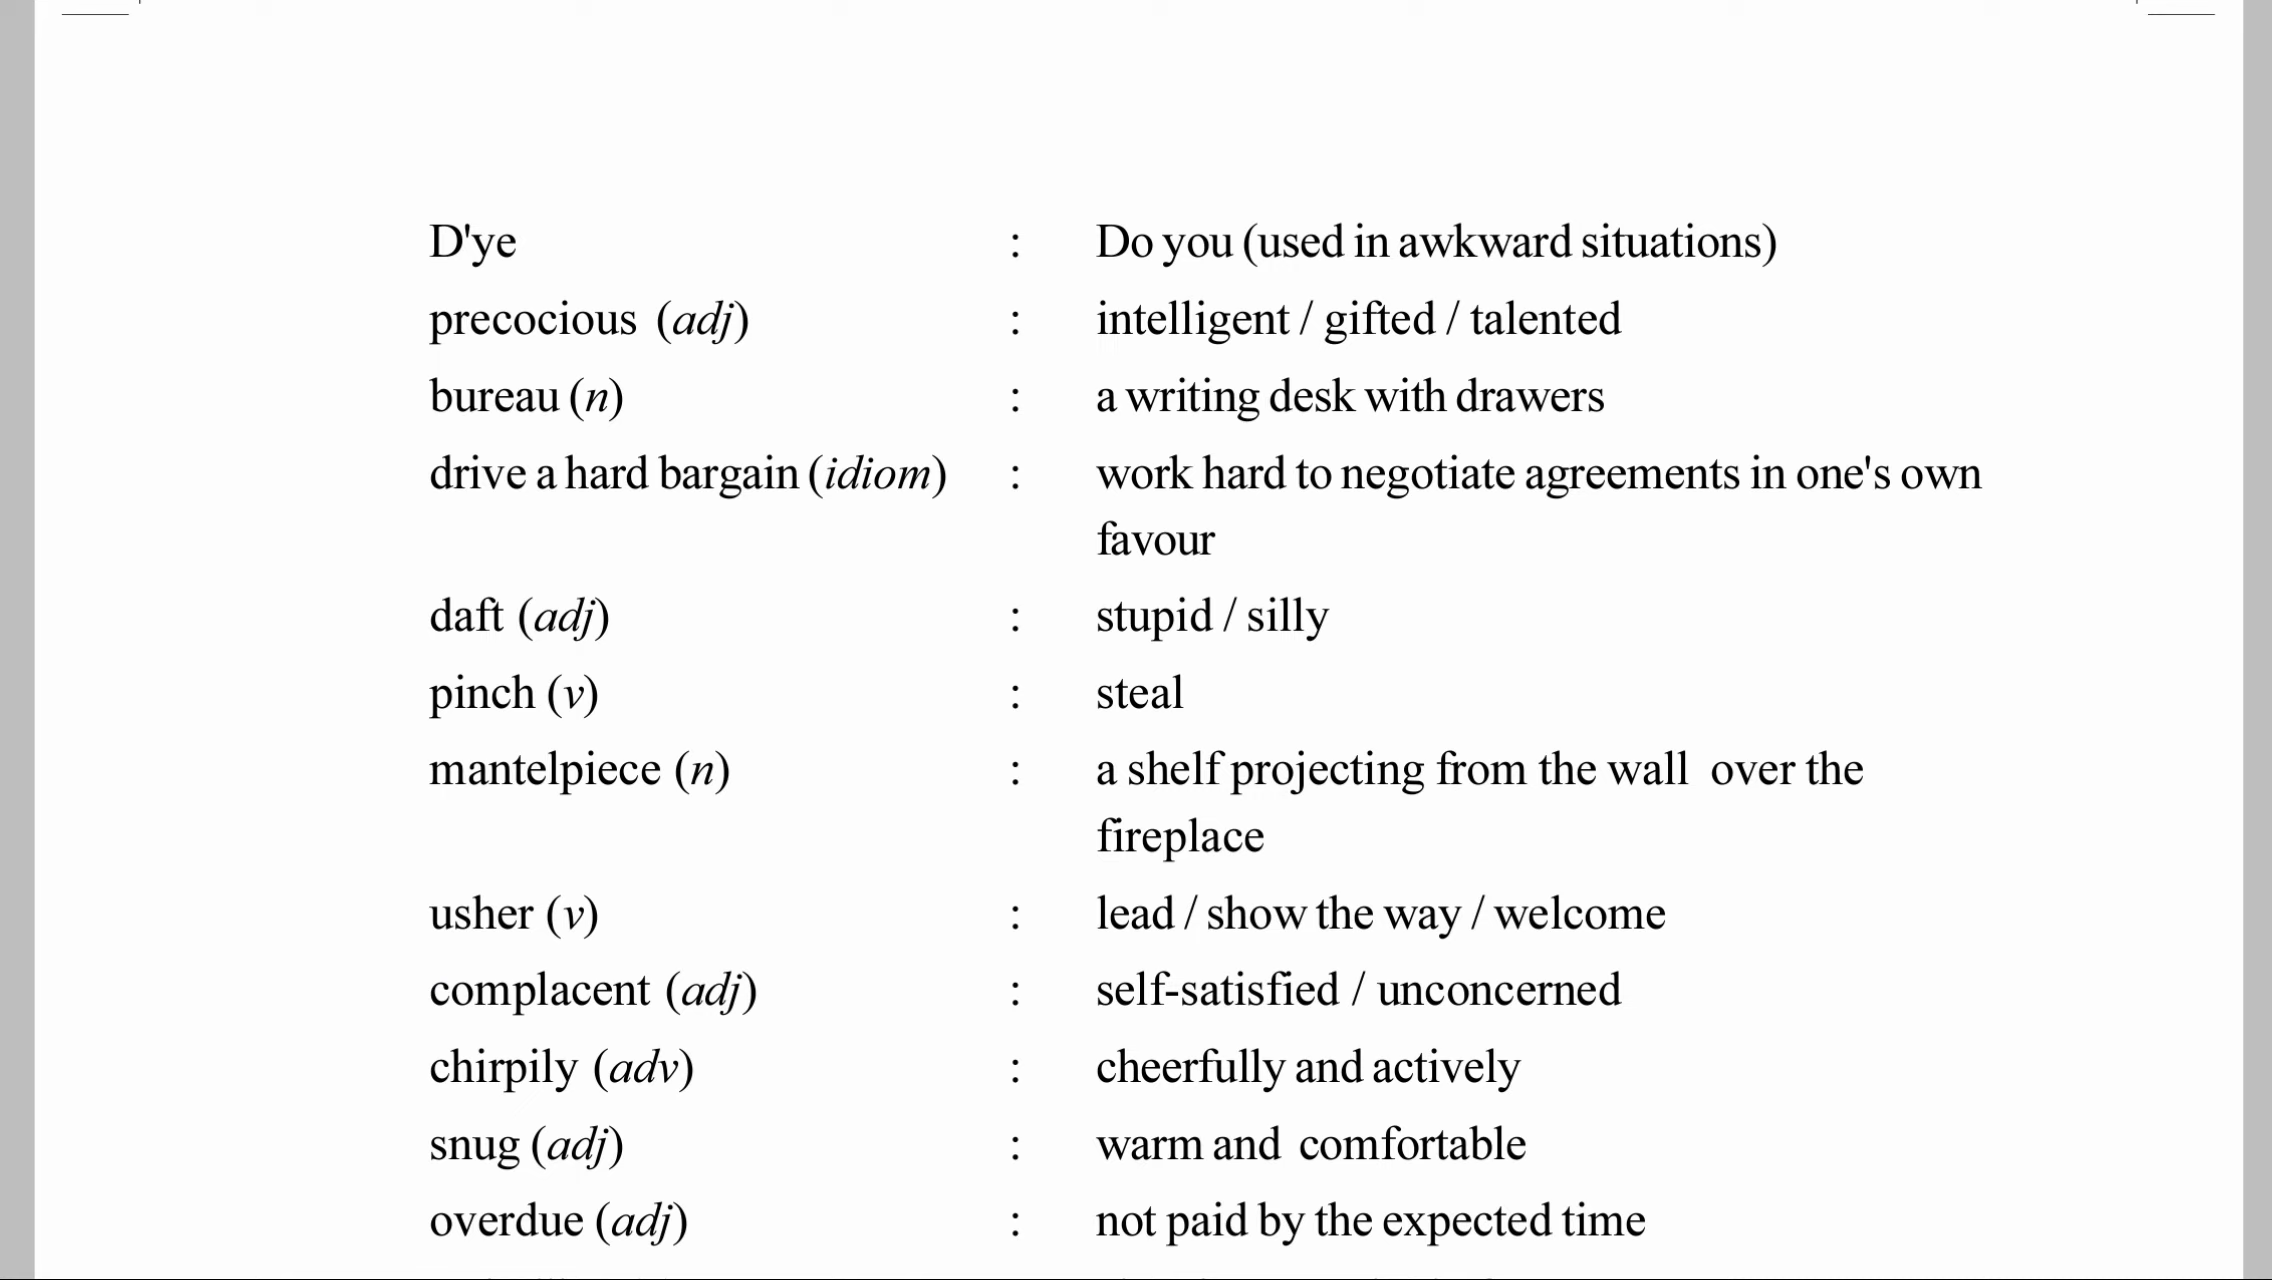 D'ye : Do you (used in awkward situations)
precocious (adj) : intelligent / gifted / talented
bureau (n) : a writing desk with drawers
drive a hard bargain (idiom) : work hard to negotiate agreements in one's own
favour
daft (adj) : stupid / silly
pinch (v) : steal
mantelpiece (n) : a shelf projecting from the wall over the
fireplace
usher (v) : lead / show the way / welcome
complacent (adj) : self-satisfied / unconcerned
chirpily (adv) : cheerfully and actively
snug (adj) : warm and comfortable
overdue (adj) : not paid by the expected time